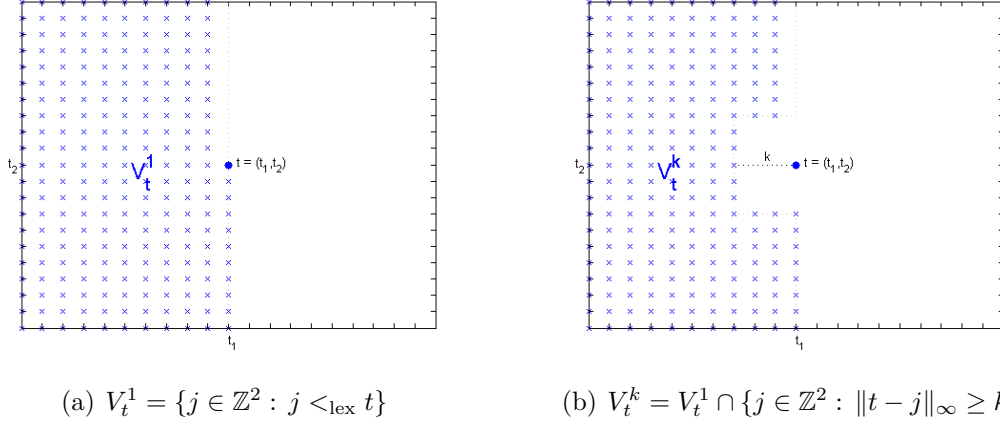 t₂
V_t^1
t = (t₁,t₂)
t₁
t₂
V_t^k
k
t = (t₁,t₂)
t₁
(a) V_t^1 = {j ∈ ℤ² : j <_lex t}
(b) V_t^k = V_t^1 ∩ {j ∈ ℤ² : ‖t − j‖_∞ ≥